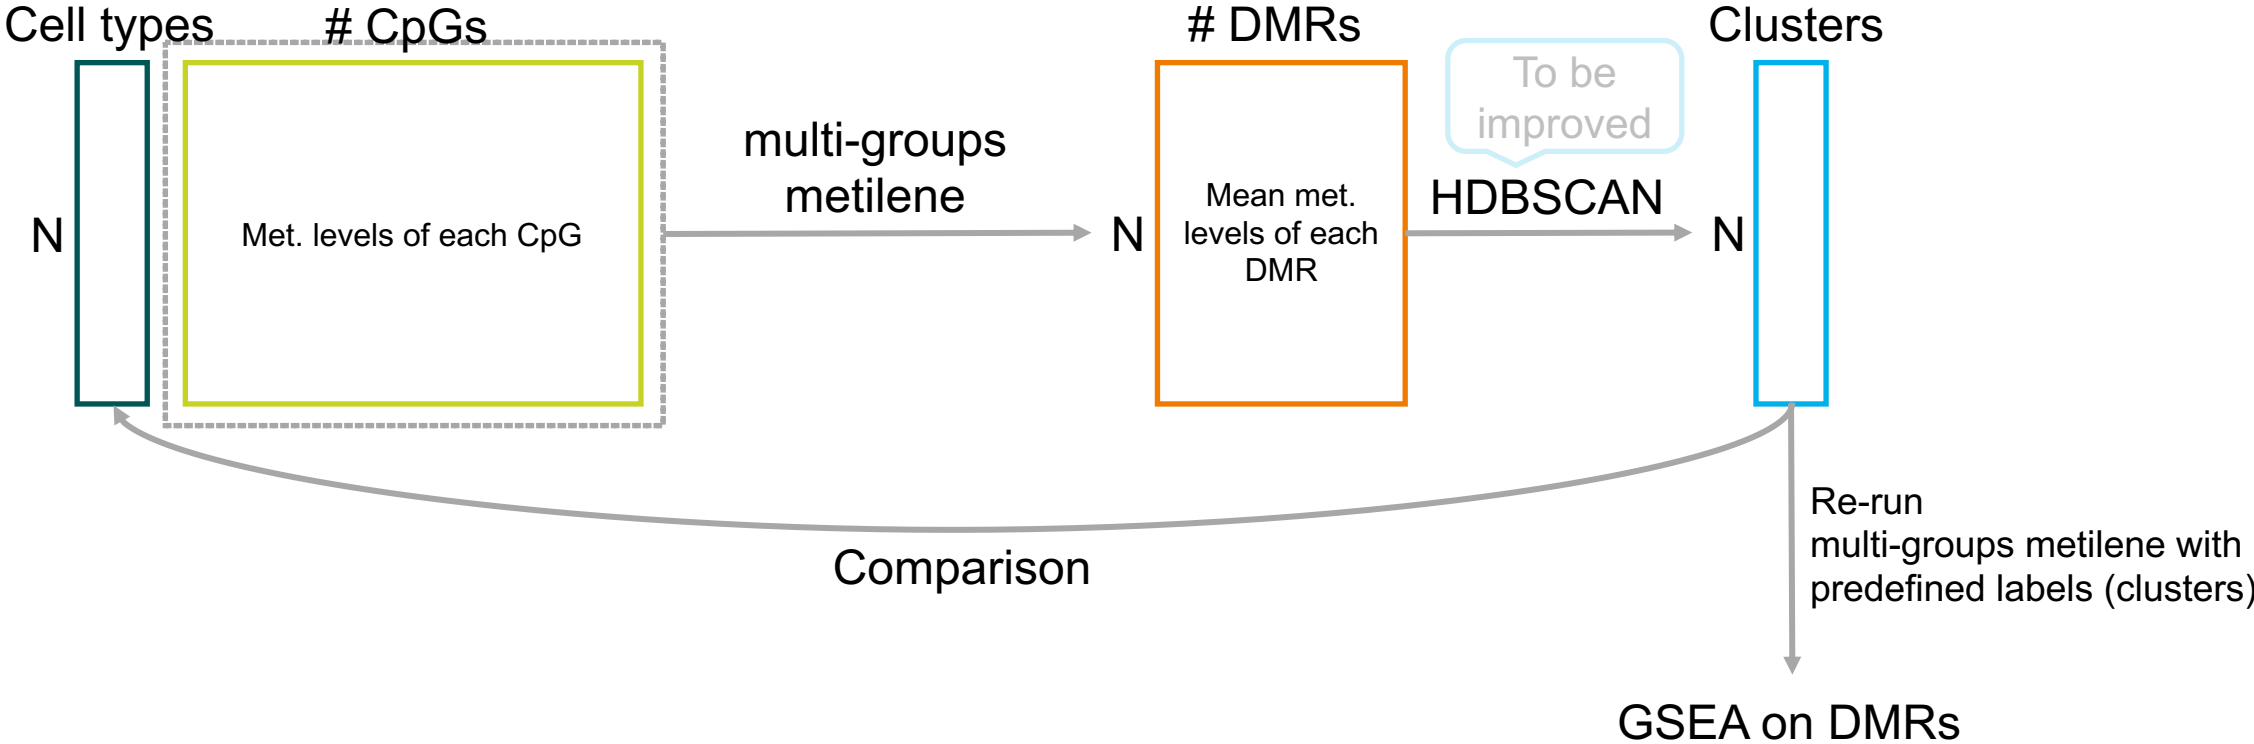 Cell types
# CpGs
# DMRs
Clusters
To be
improved
multi-groups
metilene
HDBSCAN
N
Met. levels of each CpG
N
Mean met.
levels of each
DMR
N
Comparison
Re-run
multi-groups metilene with
predefined labels (clusters)
GSEA on DMRs